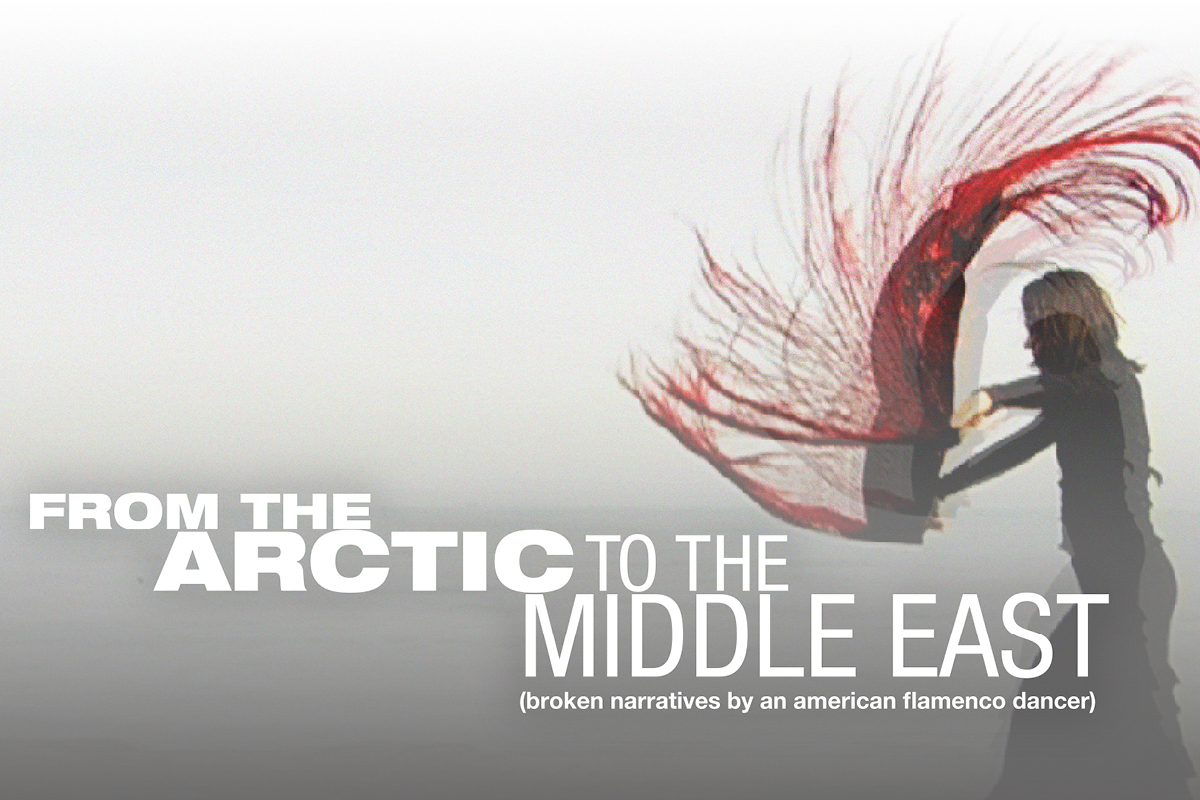 FROM THE
ARCTIC TO THE
MIDDLE EAST
(broken narratives by an american flamenco dancer)